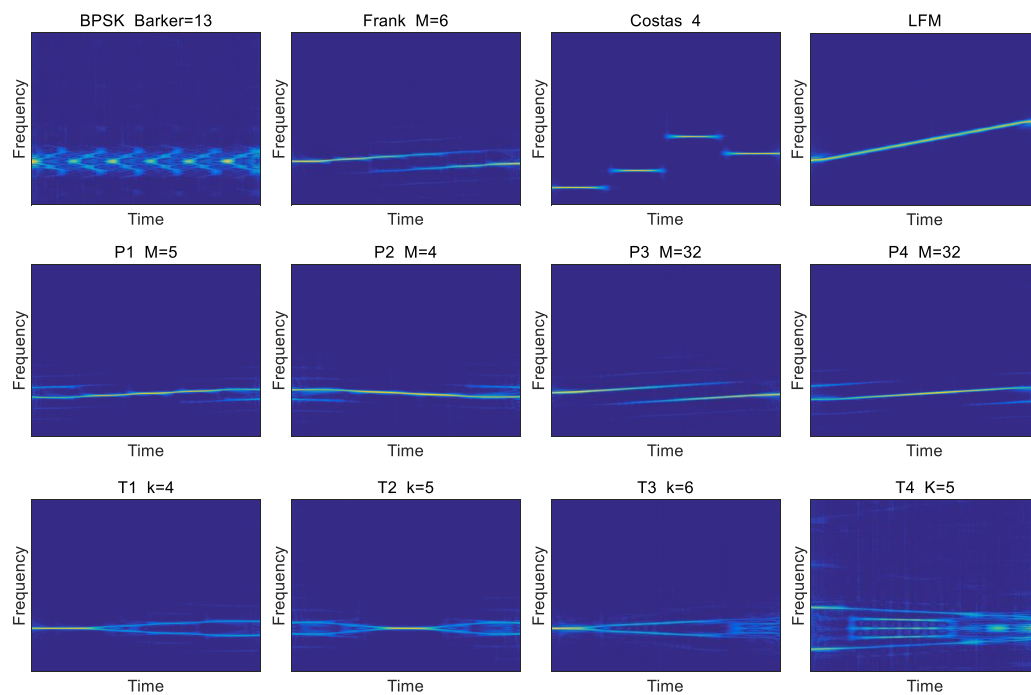 BPSK Barker=13
Frank M=6
Costas 4
LFM
Frequency
Frequency
Frequency
Frequency
Time
Time
Time
Time
P1 M=5
P2 M=4
P3 M=32
P4 M=32
Frequency
Frequency
Frequency
Frequency
Time
Time
Time
Time
T1 k=4
T2 k=5
T3 k=6
T4 K=5
Frequency
Frequency
Frequency
Frequency
Time
Time
Time
Time